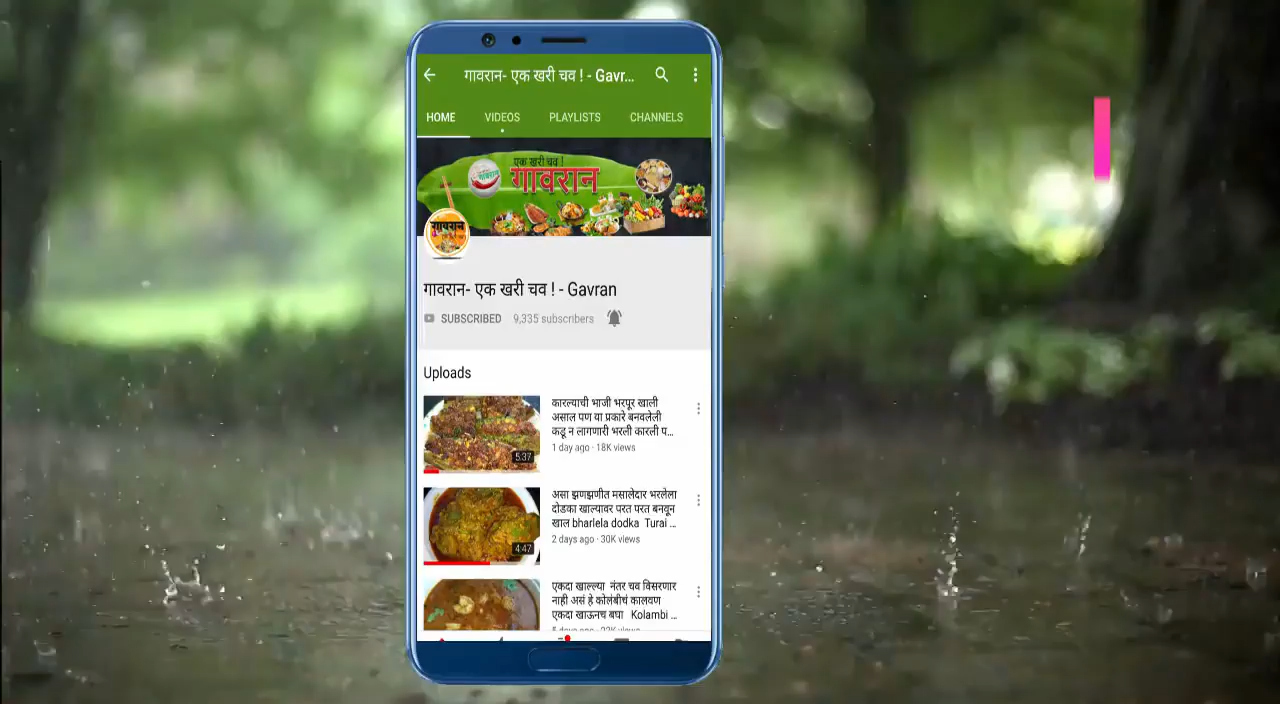 गावरान- एक खरी चव ! - Gavr...
HOME VIDEOS PLAYLISTS CHANNELS
एक खरी चव !
गावरान
गावरान
गावरान- एक खरी चव ! - Gavran
SUBSCRIBED 9,335 subscribers
Uploads
कारल्याची भाजी भरपूर खाली
असाल पण या प्रकारे बनवलेली
कडू न लागणारी भरली कारली प...
1 day ago · 18K views
5:37
असा झणझणीत मसालेदार भरलेला
दोडका खाल्यावर परत परत बनवून
खाल bharlela dodka Turai ...
2 days ago · 30K views
4:47
एकदा खाल्ल्या नंतर चव विसरणार
नाही असं हे कोलंबीचं कालवण
एकदा खाऊनच बघा Kolambi ...